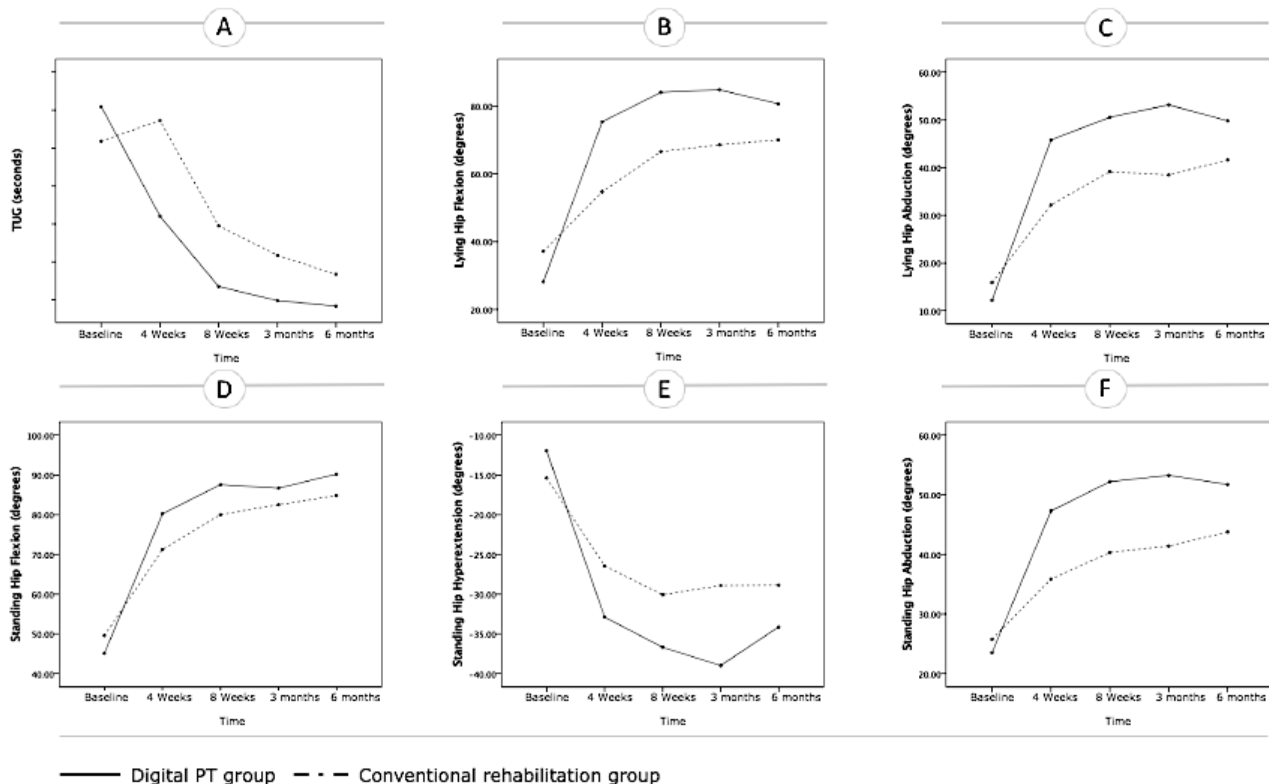 A
B
C
TUG (seconds)
Baseline 4 Weeks 8 Weeks 3 months 6 months
Time
Lying Hip Flexion (degrees)
80.00
60.00
40.00
20.00
Baseline 4 Weeks 8 Weeks 3 months 6 months
Time
Lying Hip Abduction (degrees)
60.00
50.00
40.00
30.00
20.00
10.00
Baseline 4 Weeks 8 Weeks 3 months 6 months
Time
D
E
F
Standing Hip Flexion (degrees)
100.00
90.00
80.00
70.00
60.00
50.00
40.00
Baseline 4 Weeks 8 Weeks 3 months 6 months
Time
Standing Hip Hyperextension (degrees)
-10.00
-15.00
-20.00
-25.00
-30.00
-35.00
-40.00
Baseline 4 Weeks 8 Weeks 3 months 6 months
Time
Standing Hip Abduction (degrees)
60.00
50.00
40.00
30.00
20.00
Baseline 4 Weeks 8 Weeks 3 months 6 months
Time
Digital PT group Conventional rehabilitation group